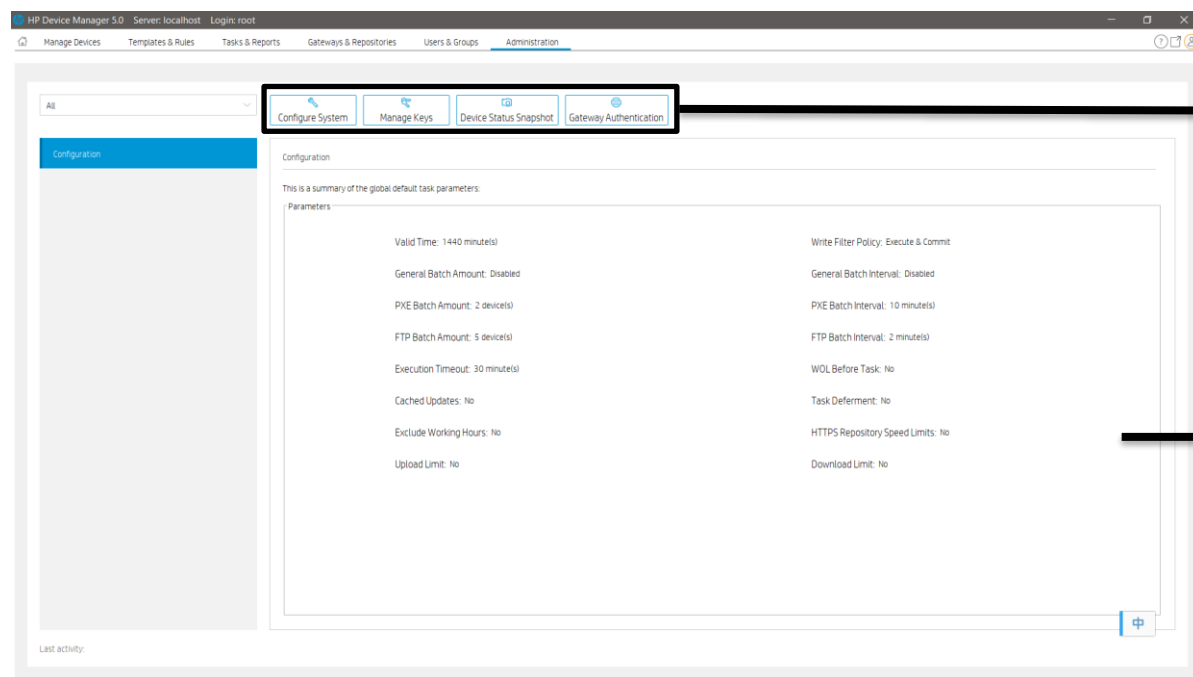 HP Device Manager 5.0 Server: localhost Login: root
Manage Devices Templates & Rules Tasks & Reports Gateways & Repositories Users & Groups Administration
All
Configure System Manage Keys Device Status Snapshot Gateway Authentication
Configuration
Configuration
This is a summary of the global default task parameters:
Parameters
Valid Time: 1440 minute(s) Write Filter Policy: Execute & Commit
General Batch Amount: Disabled General Batch Interval: Disabled
PXE Batch Amount: 2 device(s) PXE Batch Interval: 10 minute(s)
FTP Batch Amount: 5 device(s) FTP Batch Interval: 2 minute(s)
Execution Timeout: 30 minute(s) WOL Before Task: No
Cached Updates: No Task Deferment: No
Exclude Working Hours: No HTTPS Repository Speed Limits: No
Upload Limit: No Download Limit: No
中
Last activity: